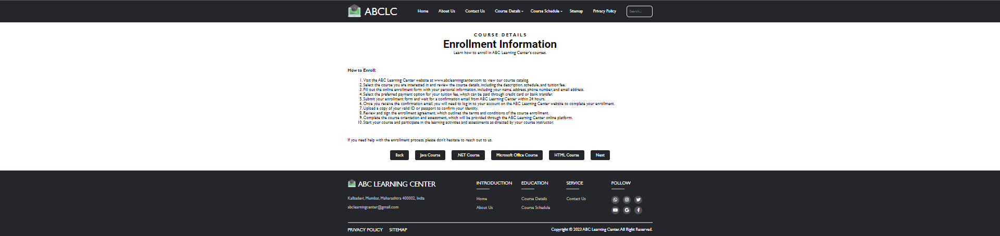 ABCLC
Home About Us Contact Us Course Details Course Schedule Sitemap Privacy Policy Search...
COURSE DETAILS
Enrollment Information
Learn how to enroll in ABC Learning Center's courses.
How to Enroll:
1. Visit the ABC Learning Center website at www.abclearningcenter.com to view our course catalog.
2. Select the course you are interested in and review the course details, including the description, schedule, and tuition fee.
3. Fill out the online enrollment form with your personal information, including your name, address, phone number, and email address.
4. Select the preferred payment option for your tuition fee, which can be paid through credit card or bank transfer.
5. Submit your enrollment form and wait for a confirmation email from ABC Learning Center within 24 hours.
6. Once you receive the confirmation email, you will need to log in to your account on the ABC Learning Center website to complete your enrollment.
7. Upload a copy of your valid ID or passport to confirm your identity.
8. Review and sign the enrollment agreement, which outlines the terms and conditions of the course enrollment.
9. Complete the course orientation and assessment, which will be provided through the ABC Learning Center online platform.
10. Start your course and participate in the learning activities and assessments as directed by your course instructor.
If you need help with the enrollment process, please don't hesitate to reach out to us.
Back Java Course .NET Course Microsoft Office Course HTML Course Next
ABC LEARNING CENTER
Kalbadevi, Mumbai, Maharashtra 400002, India
abclearningcenter@gmail.com
INTRODUCTION
Home
About Us
EDUCATION
Course Details
Course Schedule
SERVICE
Contact Us
FOLLOW
PRIVACY POLICY SITEMAP
Copyright © 2023 ABC Learning Center. All Right Reserved.